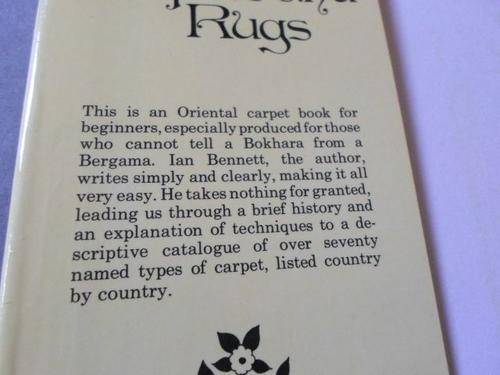 Rugs
This is an Oriental carpet book for
beginners, especially produced for those
who cannot tell a Bokhara from a
Bergama. Ian Bennett, the author,
writes simply and clearly, making it all
very easy. He takes nothing for granted,
leading us through a brief history and
an explanation of techniques to a de-
scriptive catalogue of over seventy
named types of carpet, listed country
by country.